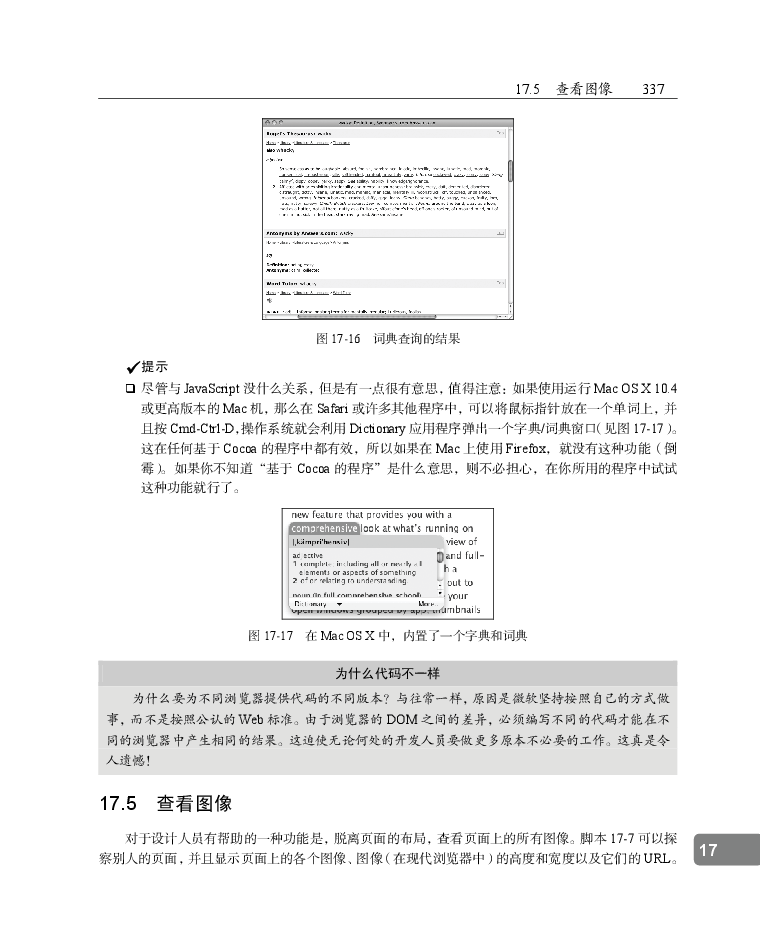 17.5 查看图像 337
Roget's Thesaurus: wacky
also whacky
Antonyms by Answers.com: wacky
Definition:
Antonyms:
Word Tutor: whacky
图 17-16 词典查询的结果
✓提示
❑ 尽管与 JavaScript 没什么关系，但是有一点很有意思，值得注意：如果使用运行 Mac OS X 10.4
或更高版本的 Mac 机，那么在 Safari 或许多其他程序中，可以将鼠标指针放在一个单词上，并
且按 Cmd-Ctrl-D，操作系统就会利用 Dictionary 应用程序弹出一个字典/词典窗口（见图 17-17）。
这在任何基于 Cocoa 的程序中都有效，所以如果在 Mac 上使用 Firefox，就没有这种功能（倒
霉）。如果你不知道“基于 Cocoa 的程序”是什么意思，则不必担心，在你所用的程序中试试
这种功能就行了。
new feature that provides you with a
comprehensive look at what's running on
|ˌkämpriˈhensiv| view of
adjective and full-
1 complete; including all or nearly all h a
elements or aspects of something
2 of or relating to understanding. out to
noun (in full comprehensive school) your
Dictionary More...
open windows grouped by app, thumbnails
图 17-17 在 Mac OS X 中，内置了一个字典和词典
为什么代码不一样
为什么要为不同浏览器提供代码的不同版本？与往常一样，原因是微软坚持按照自己的方式做
事，而不是按照公认的 Web 标准。由于浏览器的 DOM 之间的差异，必须编写不同的代码才能在不
同的浏览器中产生相同的结果。这迫使无论何处的开发人员要做更多原本不必要的工作。这真是令
人遗憾！
17.5 查看图像
对于设计人员有帮助的一种功能是，脱离页面的布局，查看页面上的所有图像。脚本 17-7 可以探
察别人的页面，并且显示页面上的各个图像、图像（在现代浏览器中）的高度和宽度以及它们的 URL。
17